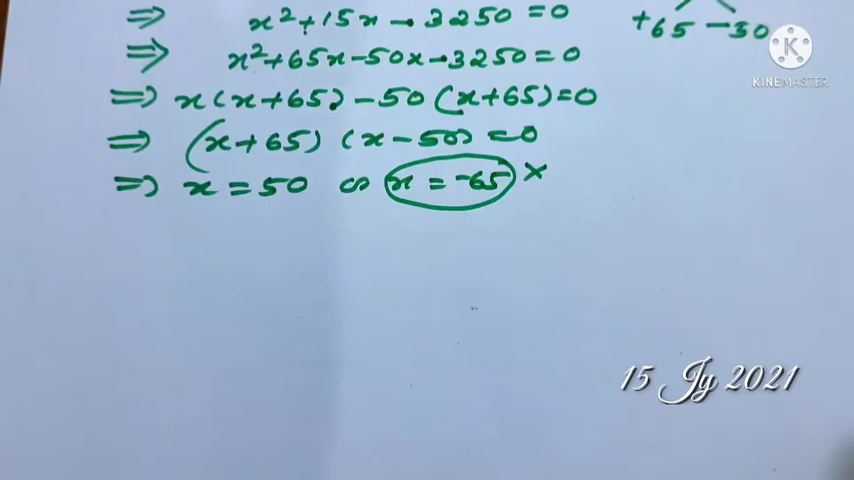 ⇒ x²+15x-3250=0
+65 -50
KINEMASTER
⇒ x²+65x-50x-3250=0
⇒ x(x+65)-50(x+65)=0
⇒ (x+65) (x-50)=0
⇒ x=50 or x=-65 ×
15 Jy 2021